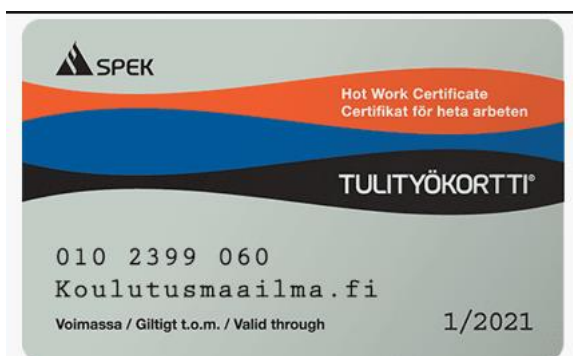 SPEK
Hot Work Certificate
Certifikat för heta arbeten
TULITYÖKORTTI®
010 2399 060
Koulutusmaailma.fi
Voimassa / Giltigt t.o.m. / Valid through 1/2021